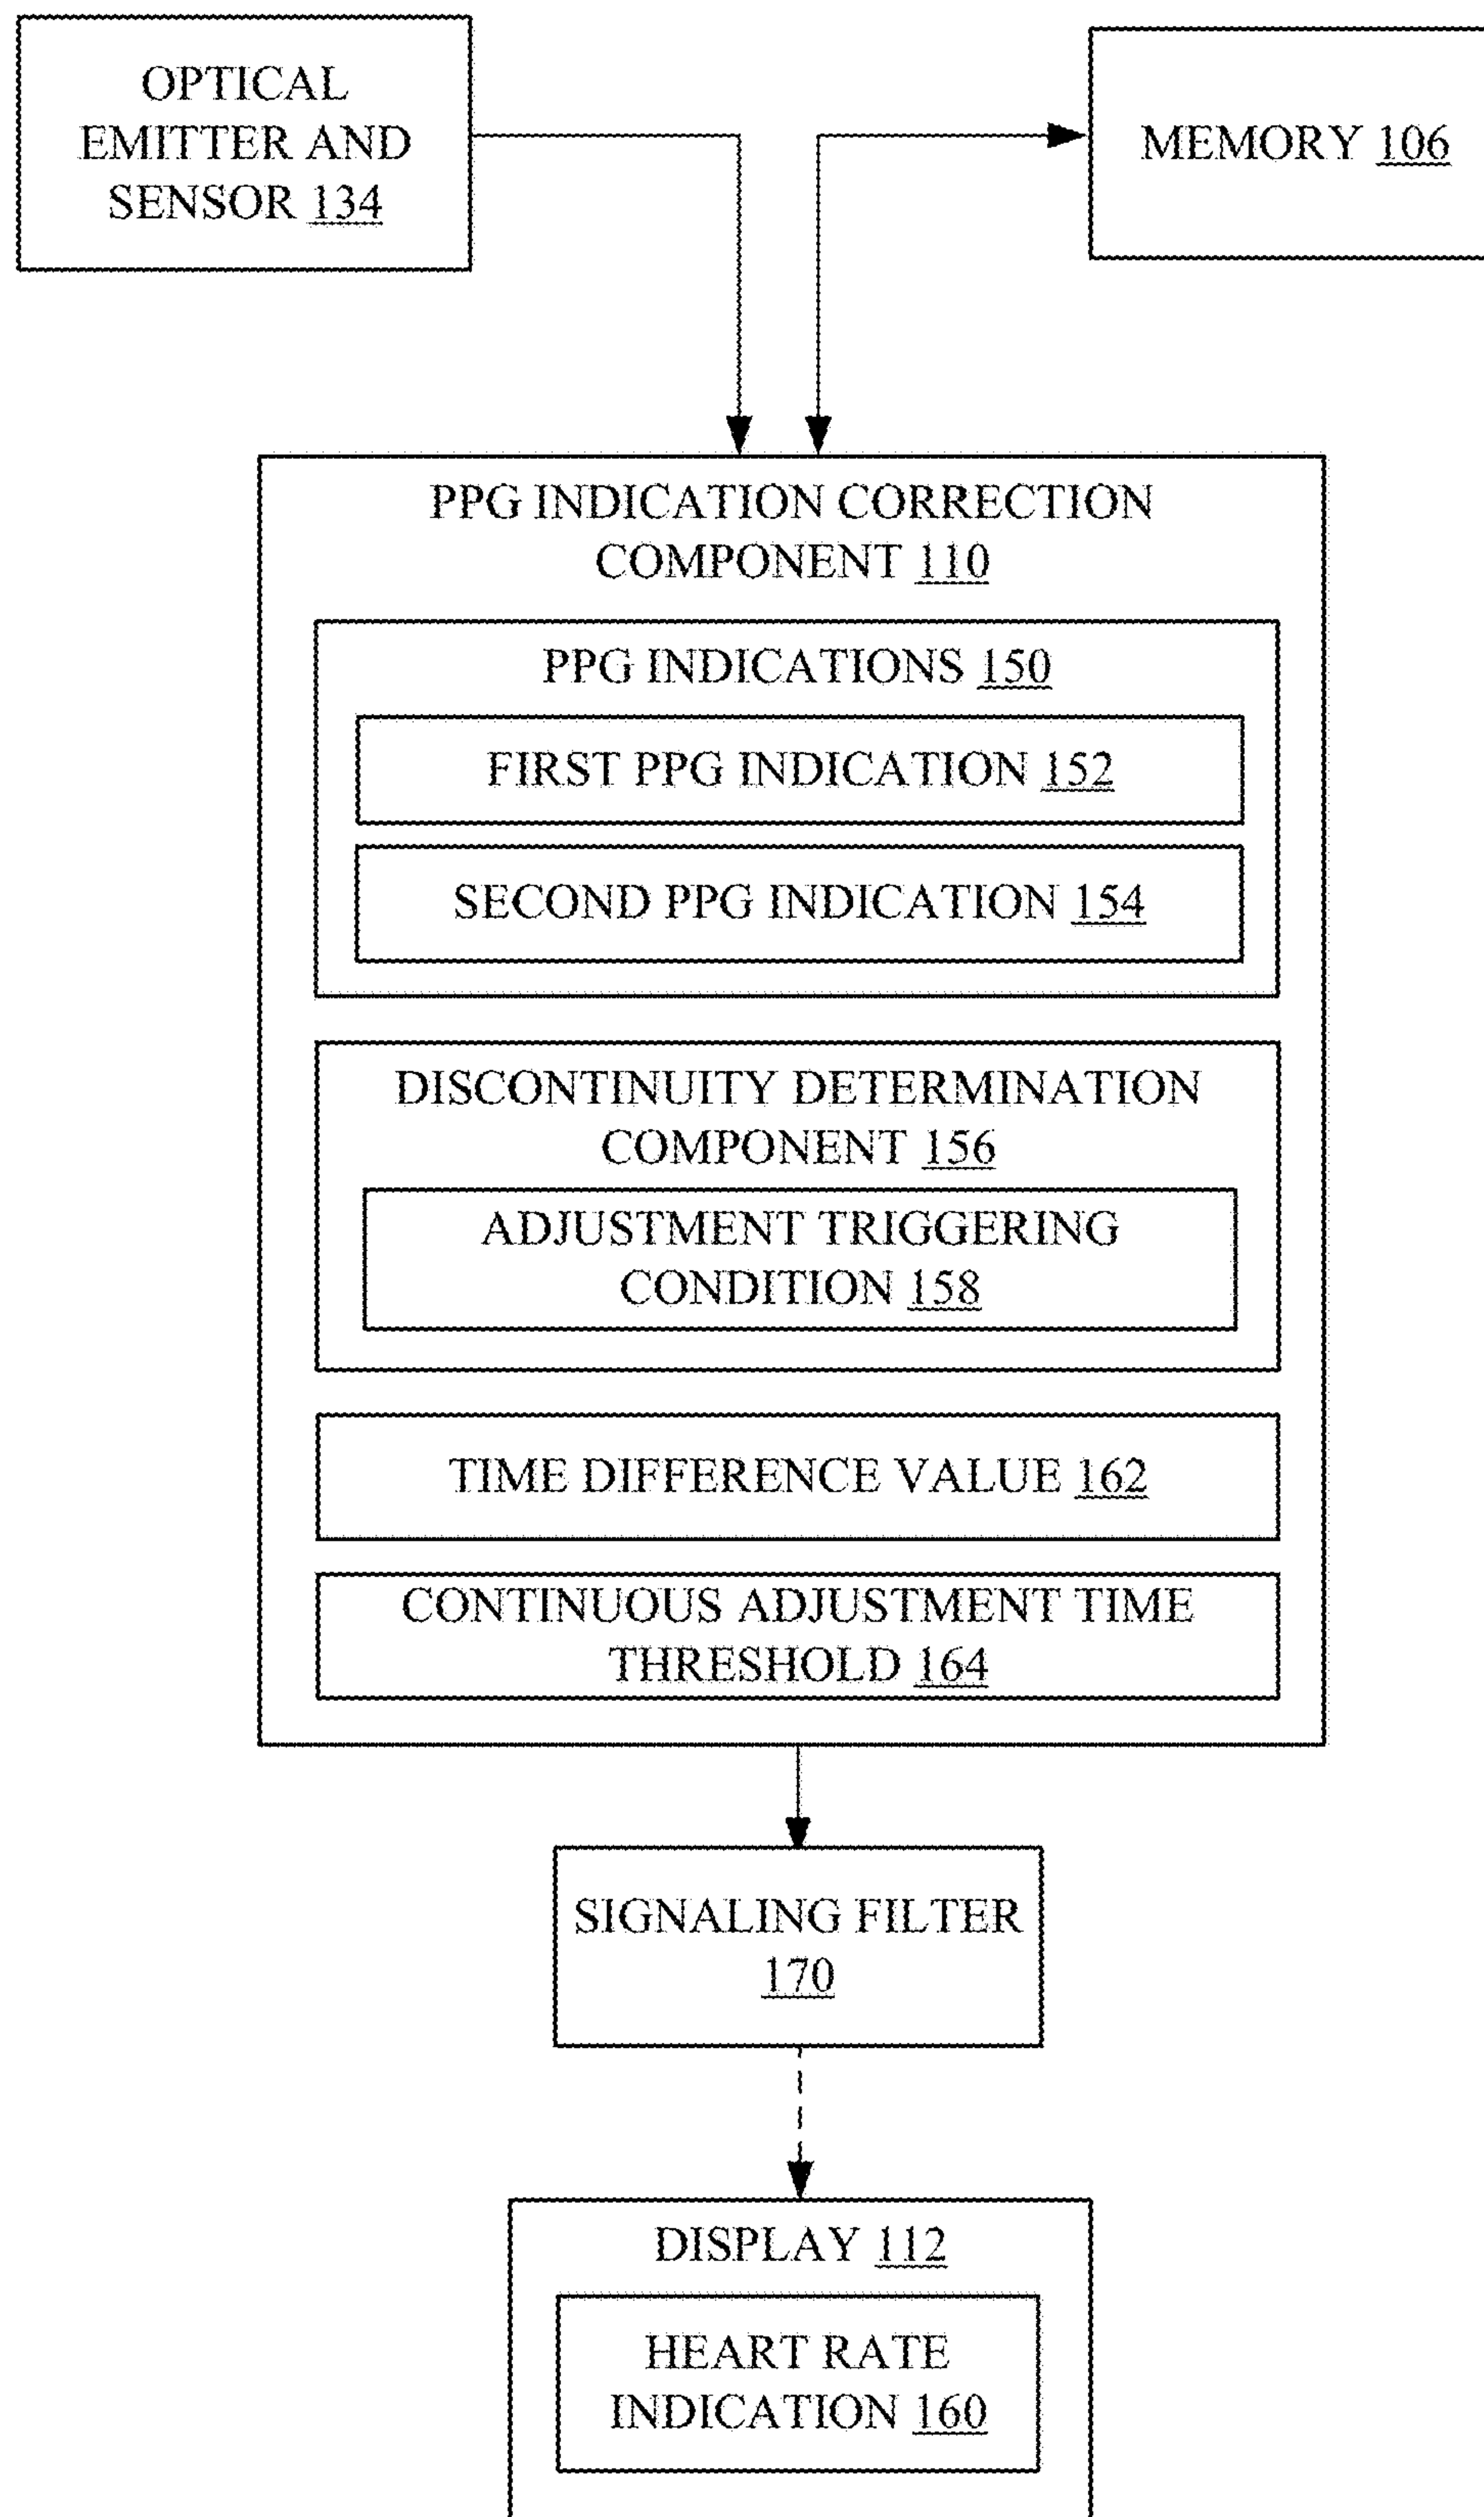 OPTICAL
EMITTER AND
SENSOR 134
MEMORY 106
PPG INDICATION CORRECTION
COMPONENT 110
PPG INDICATIONS 150
FIRST PPG INDICATION 152
SECOND PPG INDICATION 154
DISCONTINUITY DETERMINATION
COMPONENT 156
ADJUSTMENT TRIGGERING
CONDITION 158
TIME DIFFERENCE VALUE 162
CONTINUOUS ADJUSTMENT TIME
THRESHOLD 164
SIGNALING FILTER
170
DISPLAY 112
HEART RATE
INDICATION 160